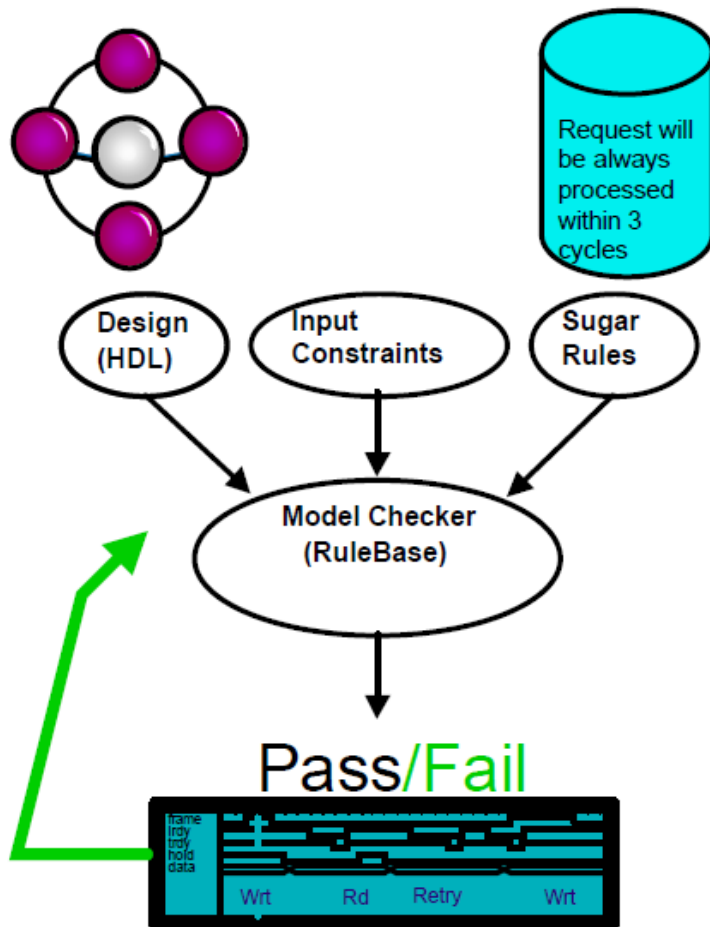 Request will
be always
processed
within 3
cycles
Design
(HDL)
Input
Constraints
Sugar
Rules
Model Checker
(RuleBase)
Pass/Fail
frame
irdy
trdy
hold
data
Wrt Rd Retry Wrt